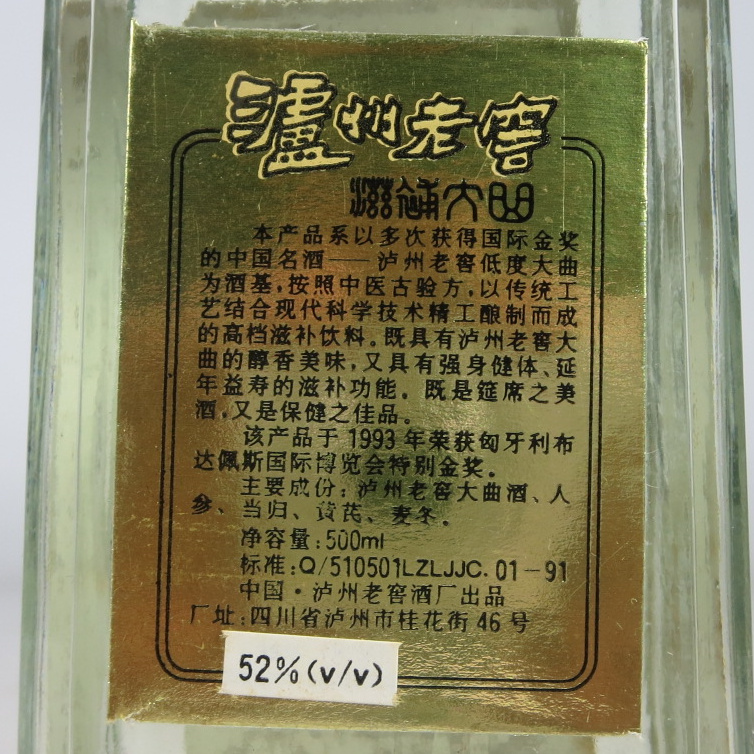 泸州老窖
滋补大曲
本产品系以多次获得国际金奖
的中国名酒——泸州老窖低度大曲
为酒基,按照中医古验方,以传统工
艺结合现代科学技术精工酿制而成
的高档滋补饮料。既具有泸州老窖大
曲的醇香美味,又具有强身健体、延
年益寿的滋补功能。既是筵席之美
酒,又是保健之佳品。
该产品于1993年荣获匈牙利布
达佩斯国际博览会特别金奖。
主要成份:泸州老窖大曲酒、人
参、当归、黄芪、麦冬。
净容量:500ml
标准:Q/510501LZLJJC.01-91
中国·泸州老窖酒厂出品
厂址:四川省泸州市桂花街46号
52%(v/v)